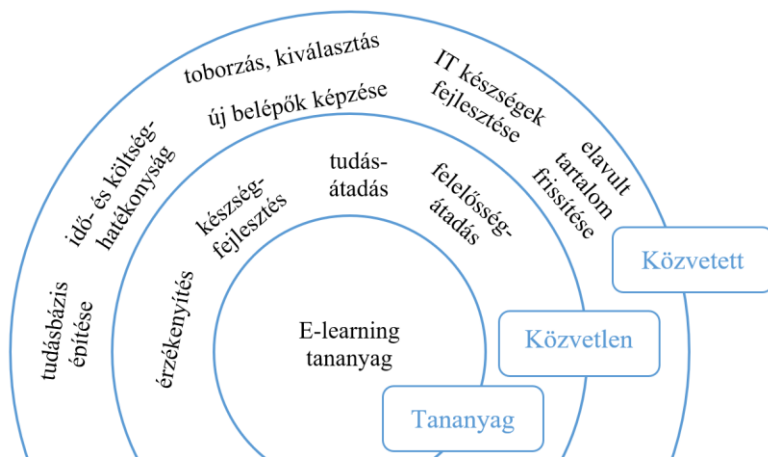 tudásbázis
építése
idő- és költség-
hatékonyság
toborzás, kiválasztás
új belépők képzése
IT készségek
fejlesztése
elavult
tartalom
frissítése
Közvetett
érzékenyítés
készség-
fejlesztés
tudás-
átadás
felelősség-
átadás
Közvetlen
E-learning
tananyag
Tananyag